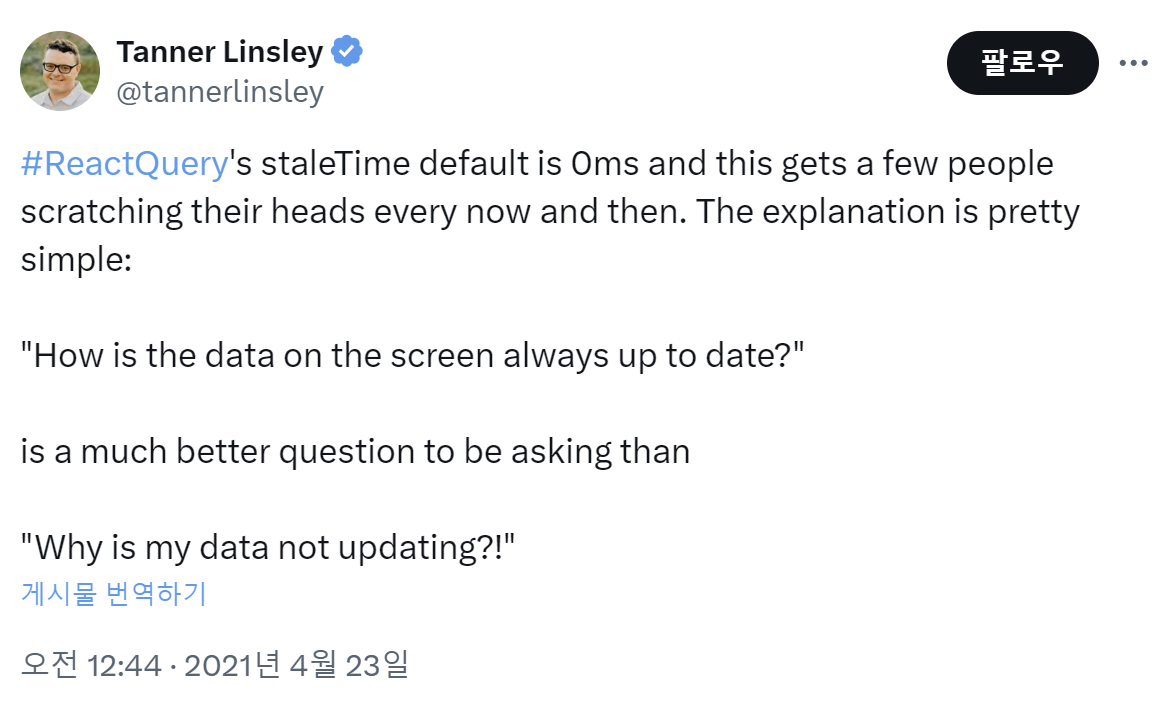 Tanner Linsley
@tannerlinsley
팔로우
#ReactQuery's staleTime default is 0ms and this gets a few people
scratching their heads every now and then. The explanation is pretty
simple:
"How is the data on the screen always up to date?"
is a much better question to be asking than
"Why is my data not updating?!"
게시물 번역하기
오전 12:44 · 2021년 4월 23일